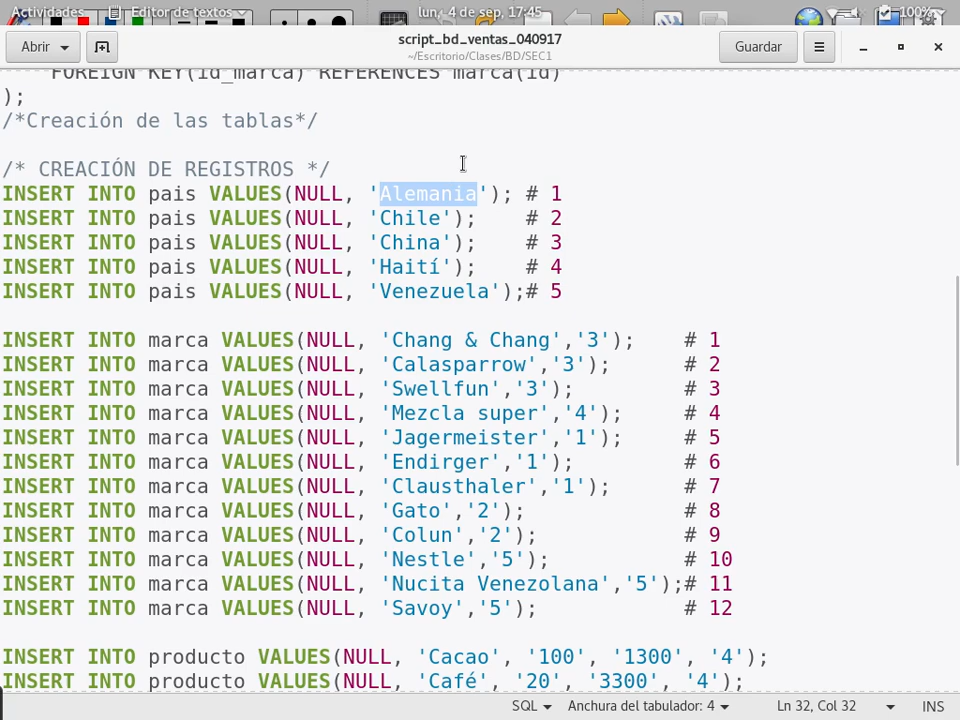 Actividades Editor de textos lun, 4 de sep, 17:45 100%
Abrir script_bd_ventas_040917 Guardar
~/Escritorio/Clases/BD/SEC1
FOREIGN KEY(id_marca) REFERENCES marca(id)
);
/*Creación de las tablas*/
/* CREACIÓN DE REGISTROS */
INSERT INTO pais VALUES(NULL, 'Alemania'); # 1
INSERT INTO pais VALUES(NULL, 'Chile'); # 2
INSERT INTO pais VALUES(NULL, 'China'); # 3
INSERT INTO pais VALUES(NULL, 'Haití'); # 4
INSERT INTO pais VALUES(NULL, 'Venezuela');# 5
INSERT INTO marca VALUES(NULL, 'Chang & Chang','3'); # 1
INSERT INTO marca VALUES(NULL, 'Calasparrow','3'); # 2
INSERT INTO marca VALUES(NULL, 'Swellfun','3'); # 3
INSERT INTO marca VALUES(NULL, 'Mezcla super','4'); # 4
INSERT INTO marca VALUES(NULL, 'Jagermeister','1'); # 5
INSERT INTO marca VALUES(NULL, 'Endirger','1'); # 6
INSERT INTO marca VALUES(NULL, 'Clausthaler','1'); # 7
INSERT INTO marca VALUES(NULL, 'Gato','2'); # 8
INSERT INTO marca VALUES(NULL, 'Colun','2'); # 9
INSERT INTO marca VALUES(NULL, 'Nestle','5'); # 10
INSERT INTO marca VALUES(NULL, 'Nucita Venezolana','5');# 11
INSERT INTO marca VALUES(NULL, 'Savoy','5'); # 12
INSERT INTO producto VALUES(NULL, 'Cacao', '100', '1300', '4');
INSERT INTO producto VALUES(NULL, 'Café', '20', '3300', '4');
SQL Anchura del tabulador: 4 Ln 32, Col 32 INS